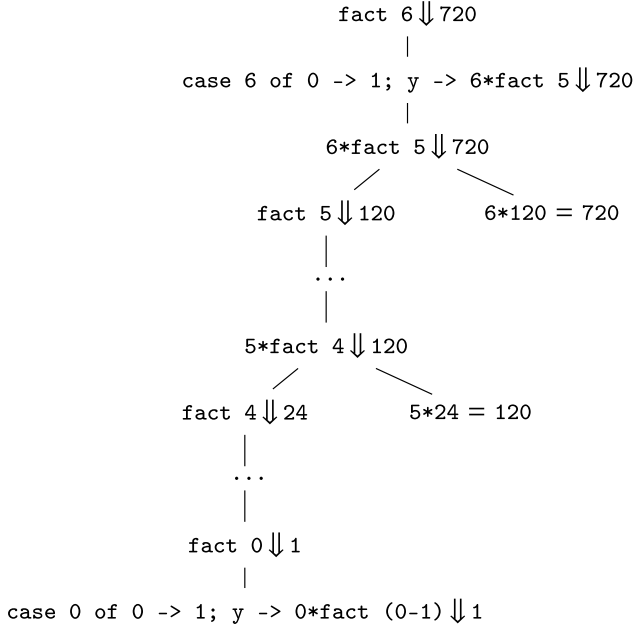 fact 6⇓720
case 6 of 0 -> 1; y -> 6*fact 5⇓720
6*fact 5⇓720
fact 5⇓120 6*120 = 720
...
5*fact 4⇓120
fact 4⇓24 5*24 = 120
...
fact 0⇓1
case 0 of 0 -> 1; y -> 0*fact (0-1)⇓1